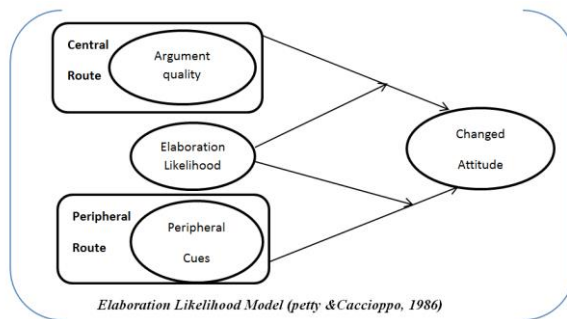 Central
Route
Argument
quality
Elaboration
Likelihood
Changed
Attitude
Peripheral
Route
Peripheral
Cues
Elaboration Likelihood Model (petty &Caccioppo, 1986)